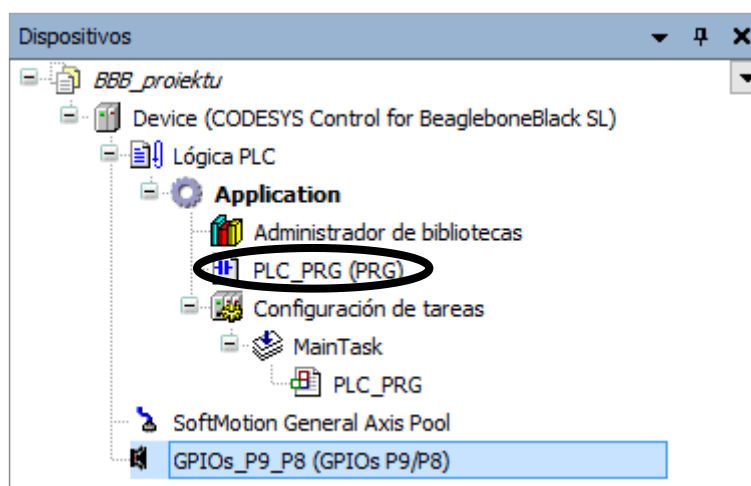 Dispositivos
BBB_proiektu
Device (CODESYS Control for BeagleboneBlack SL)
Lógica PLC
Application
Administrador de bibliotecas
PLC_PRG (PRG)
Configuración de tareas
MainTask
PLC_PRG
SoftMotion General Axis Pool
GPIOs_P9_P8 (GPIOs P9/P8)